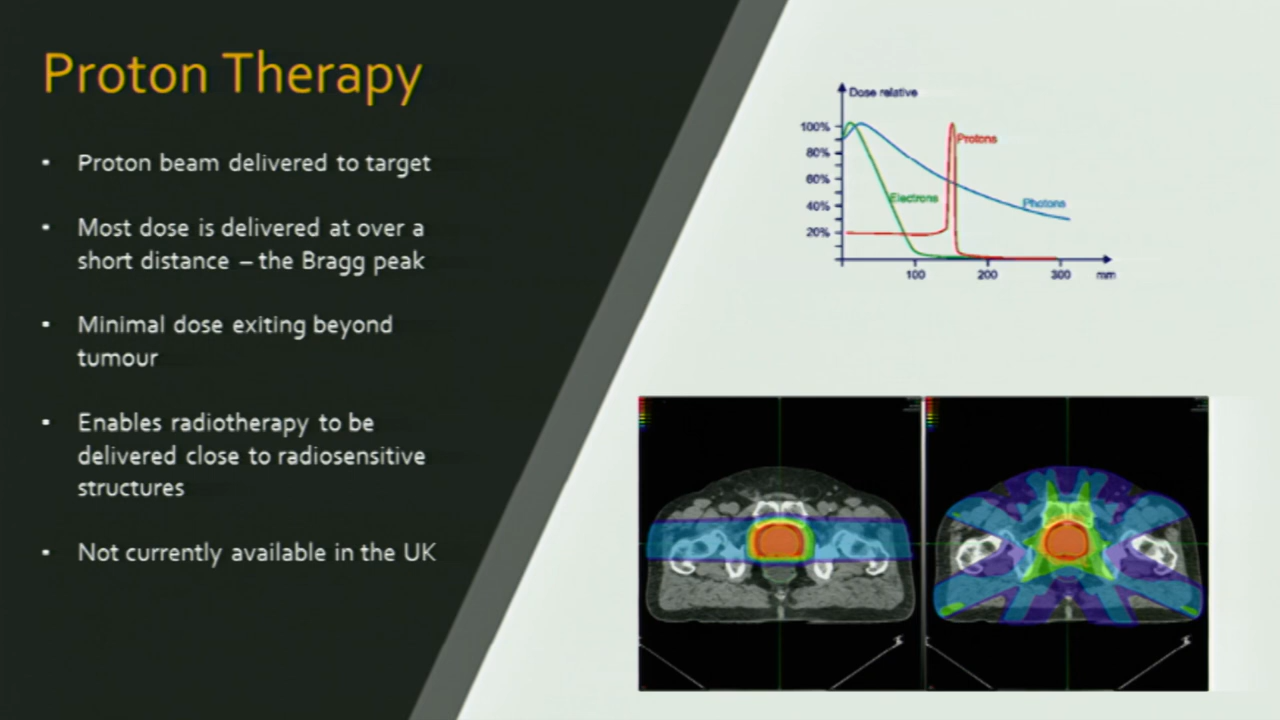 Proton Therapy
• Proton beam delivered to target
• Most dose is delivered at over a
short distance – the Bragg peak
• Minimal dose exiting beyond
tumour
• Enables radiotherapy to be
delivered close to radiosensitive
structures
• Not currently available in the UK
Dose relative
100%
80%
60%
40%
20%
Protons
Electrons
Photons
100 200 300 mm